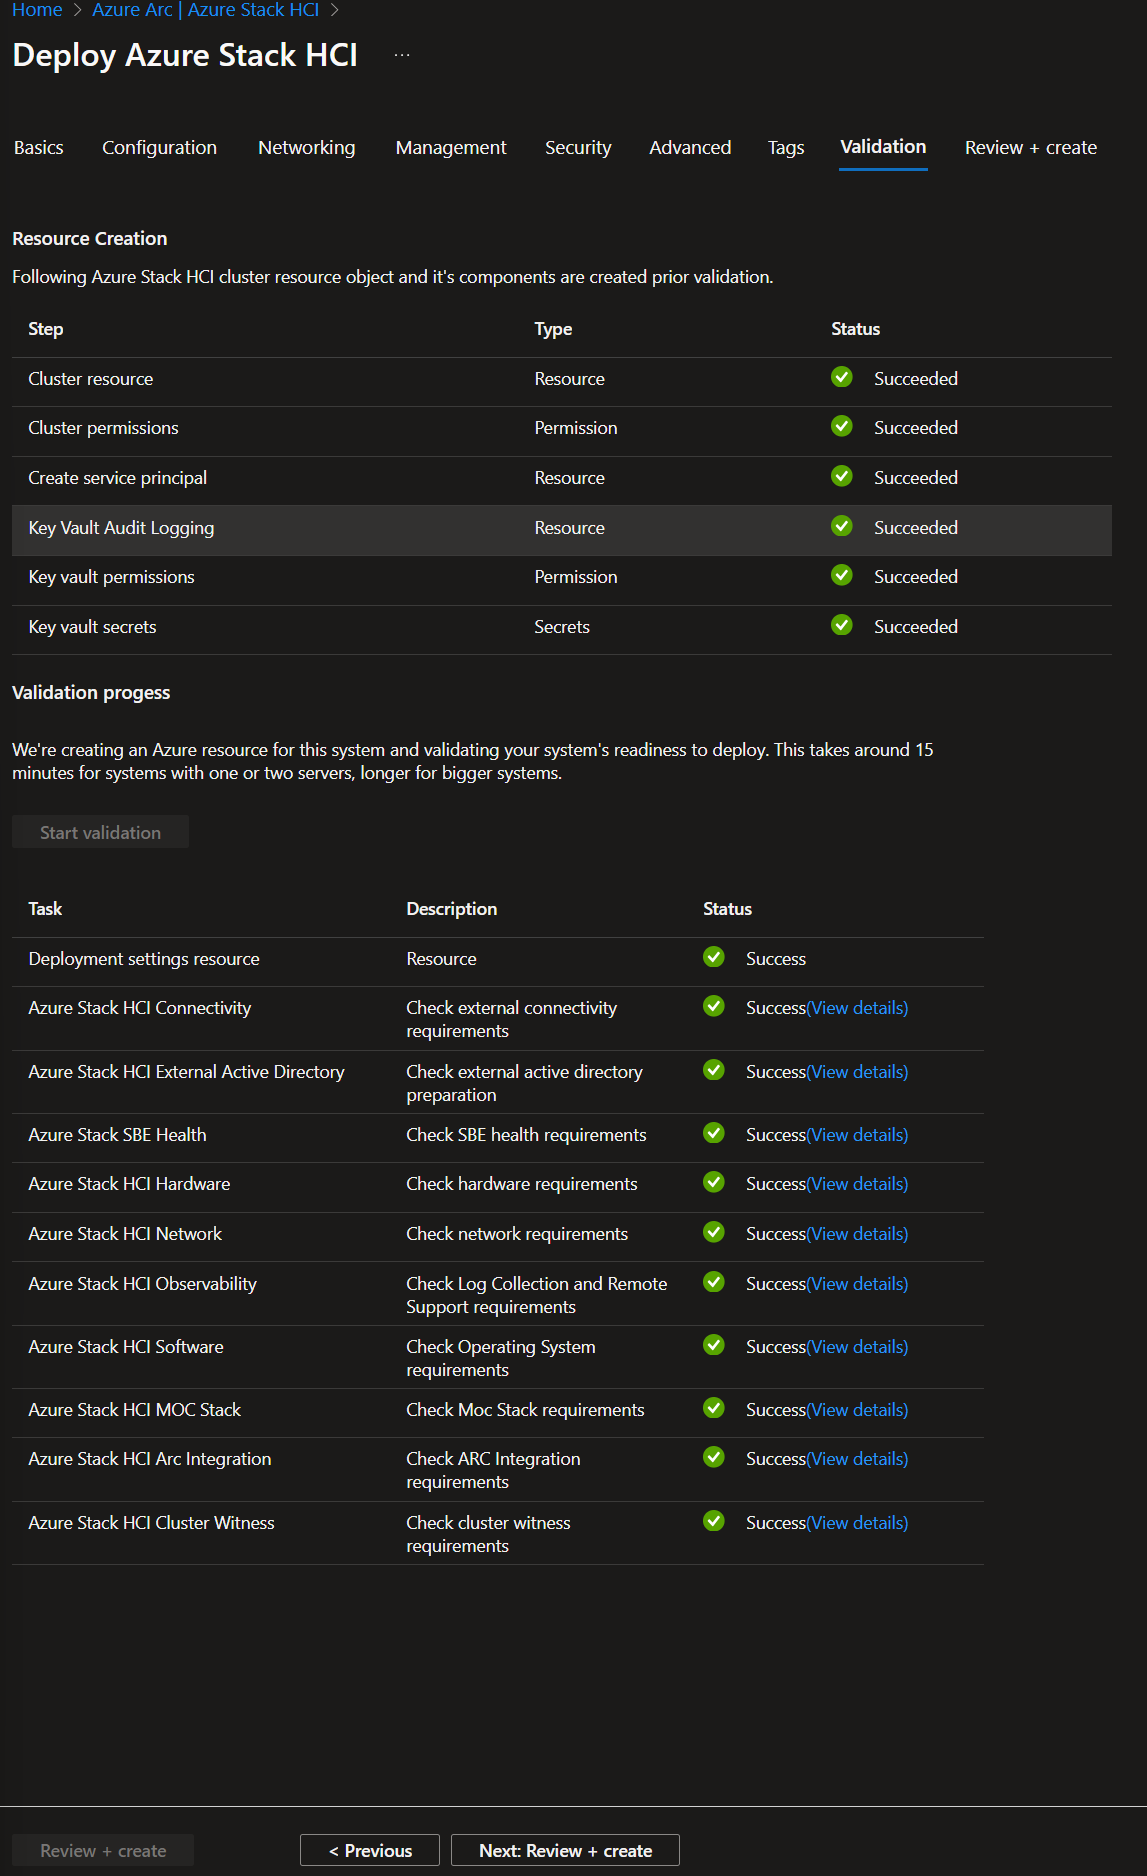 Home > Azure Arc | Azure Stack HCI >
Deploy Azure Stack HCI ...
Basics Configuration Networking Management Security Advanced Tags Validation Review + create
Resource Creation
Following Azure Stack HCI cluster resource object and it's components are created prior validation.
Step Type Status
Cluster resource Resource Succeeded
Cluster permissions Permission Succeeded
Create service principal Resource Succeeded
Key Vault Audit Logging Resource Succeeded
Key vault permissions Permission Succeeded
Key vault secrets Secrets Succeeded
Validation progess
We're creating an Azure resource for this system and validating your system's readiness to deploy. This takes around 15
minutes for systems with one or two servers, longer for bigger systems.
Start validation
Task Description Status
Deployment settings resource Resource Success
Azure Stack HCI Connectivity Check external connectivity Success(View details)
requirements
Azure Stack HCI External Active Directory Check external active directory Success(View details)
preparation
Azure Stack SBE Health Check SBE health requirements Success(View details)
Azure Stack HCI Hardware Check hardware requirements Success(View details)
Azure Stack HCI Network Check network requirements Success(View details)
Azure Stack HCI Observability Check Log Collection and Remote Success(View details)
Support requirements
Azure Stack HCI Software Check Operating System Success(View details)
requirements
Azure Stack HCI MOC Stack Check Moc Stack requirements Success(View details)
Azure Stack HCI Arc Integration Check ARC Integration Success(View details)
requirements
Azure Stack HCI Cluster Witness Check cluster witness Success(View details)
requirements
Review + create < Previous Next: Review + create